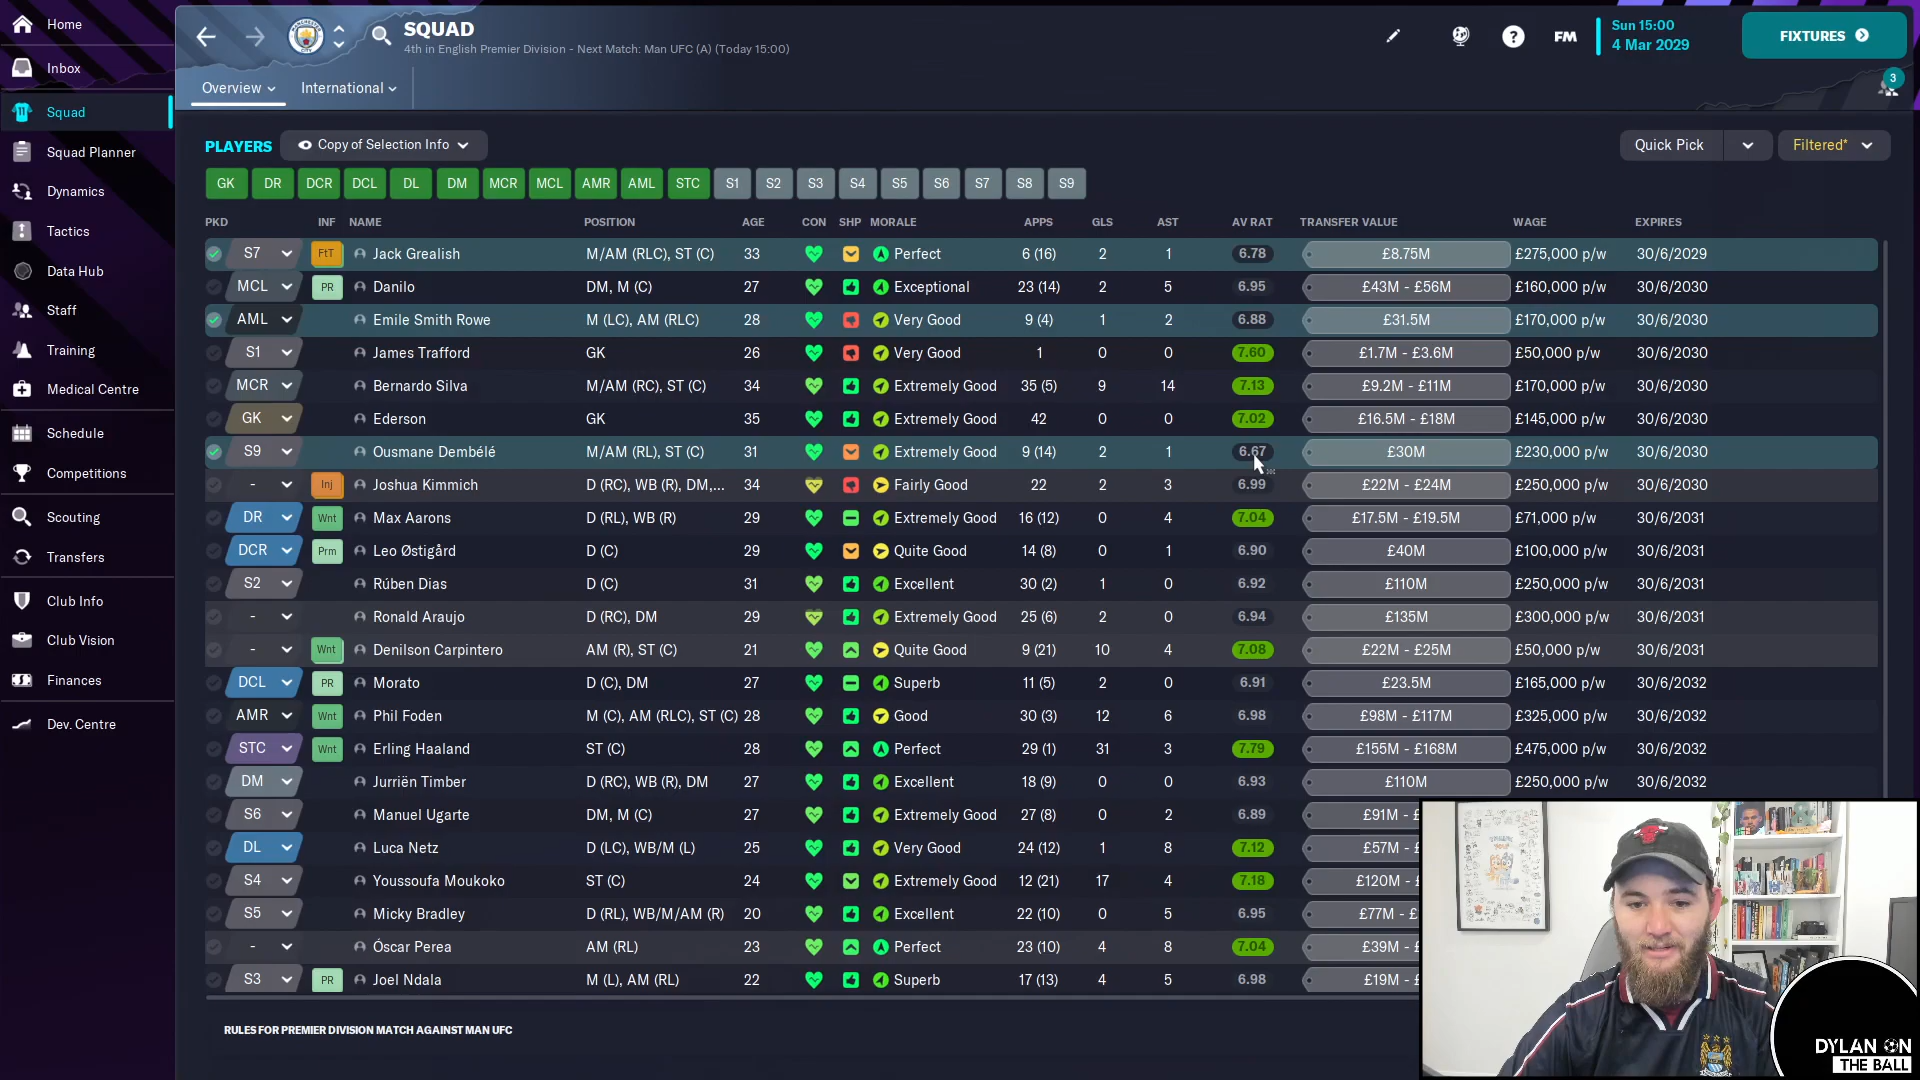 Home
Inbox
Squad
Squad Planner
Dynamics
Tactics
Data Hub
Staff
Training
Medical Centre
Schedule
Competitions
Scouting
Transfers
Club Info
Club Vision
Finances
Dev. Centre
SQUAD
4th in English Premier Division - Next Match: Man UFC (A) (Today 15:00)
FM
Sun 15:00
4 Mar 2029
FIXTURES
3
Overview International
PLAYERS Copy of Selection Info Quick Pick Filtered*
GK DR DCR DCL DL DM MCR MCL AMR AML STC S1 S2 S3 S4 S5 S6 S7 S8 S9
PKD INF NAME POSITION AGE CON SHP MORALE APPS GLS AST AV RAT TRANSFER VALUE WAGE EXPIRES
S7 FtT Jack Grealish M/AM (RLC), ST (C) 33 Perfect 6 (16) 2 1 6.78 £8.75M £275,000 p/w 30/6/2029
MCL PR Danilo DM, M (C) 27 Exceptional 23 (14) 2 5 6.95 £43M - £56M £160,000 p/w 30/6/2030
AML Emile Smith Rowe M (LC), AM (RLC) 28 Very Good 9 (4) 1 2 6.88 £31.5M £170,000 p/w 30/6/2030
S1 James Trafford GK 26 Very Good 1 0 0 7.60 £1.7M - £3.6M £50,000 p/w 30/6/2030
MCR Bernardo Silva M/AM (RC), ST (C) 34 Extremely Good 35 (5) 9 14 7.13 £9.2M - £11M £170,000 p/w 30/6/2030
GK Ederson GK 35 Extremely Good 42 0 0 7.02 £16.5M - £18M £145,000 p/w 30/6/2030
S9 Ousmane Dembélé M/AM (RL), ST (C) 31 Extremely Good 9 (14) 2 1 6.67 £30M £230,000 p/w 30/6/2030
- Inj Joshua Kimmich D (RC), WB (R), DM,... 34 Fairly Good 22 2 3 6.99 £22M - £24M £250,000 p/w 30/6/2030
DR Wnt Max Aarons D (RL), WB (R) 29 Extremely Good 16 (12) 0 4 7.04 £17.5M - £19.5M £71,000 p/w 30/6/2031
DCR Prm Leo Østigård D (C) 29 Quite Good 14 (8) 0 1 6.90 £40M £100,000 p/w 30/6/2031
S2 Rúben Dias D (C) 31 Excellent 30 (2) 1 0 6.92 £110M £250,000 p/w 30/6/2031
- Ronald Araujo D (RC), DM 29 Extremely Good 25 (6) 2 0 6.94 £135M £300,000 p/w 30/6/2031
- Wnt Denilson Carpintero AM (R), ST (C) 21 Quite Good 9 (21) 10 4 7.08 £22M - £25M £50,000 p/w 30/6/2031
DCL PR Morato D (C), DM 27 Superb 11 (5) 2 0 6.91 £23.5M £165,000 p/w 30/6/2032
AMR Wnt Phil Foden M (C), AM (RLC), ST (C) 28 Good 30 (3) 12 6 6.98 £98M - £117M £325,000 p/w 30/6/2032
STC Wnt Erling Haaland ST (C) 28 Perfect 29 (1) 31 3 7.79 £155M - £168M £475,000 p/w 30/6/2032
DM Jurriën Timber D (RC), WB (R), DM 27 Excellent 18 (9) 0 0 6.93 £110M £250,000 p/w 30/6/2032
S6 Manuel Ugarte DM, M (C) 27 Extremely Good 27 (8) 0 2 6.89 £91M - £
DL Luca Netz D (LC), WB/M (L) 25 Very Good 24 (12) 1 8 7.12 £57M - £
S4 Youssoufa Moukoko ST (C) 24 Extremely Good 12 (21) 17 4 7.18 £120M - £
S5 Micky Bradley D (RL), WB/M/AM (R) 20 Excellent 22 (10) 0 5 6.95 £77M - £
- Óscar Perea AM (RL) 23 Perfect 23 (10) 4 8 7.04 £39M - £
S3 PR Joel Ndala M (L), AM (RL) 22 Superb 17 (13) 4 5 6.98 £19M - £
RULES FOR PREMIER DIVISION MATCH AGAINST MAN UFC
DYLAN ON
THE BALL